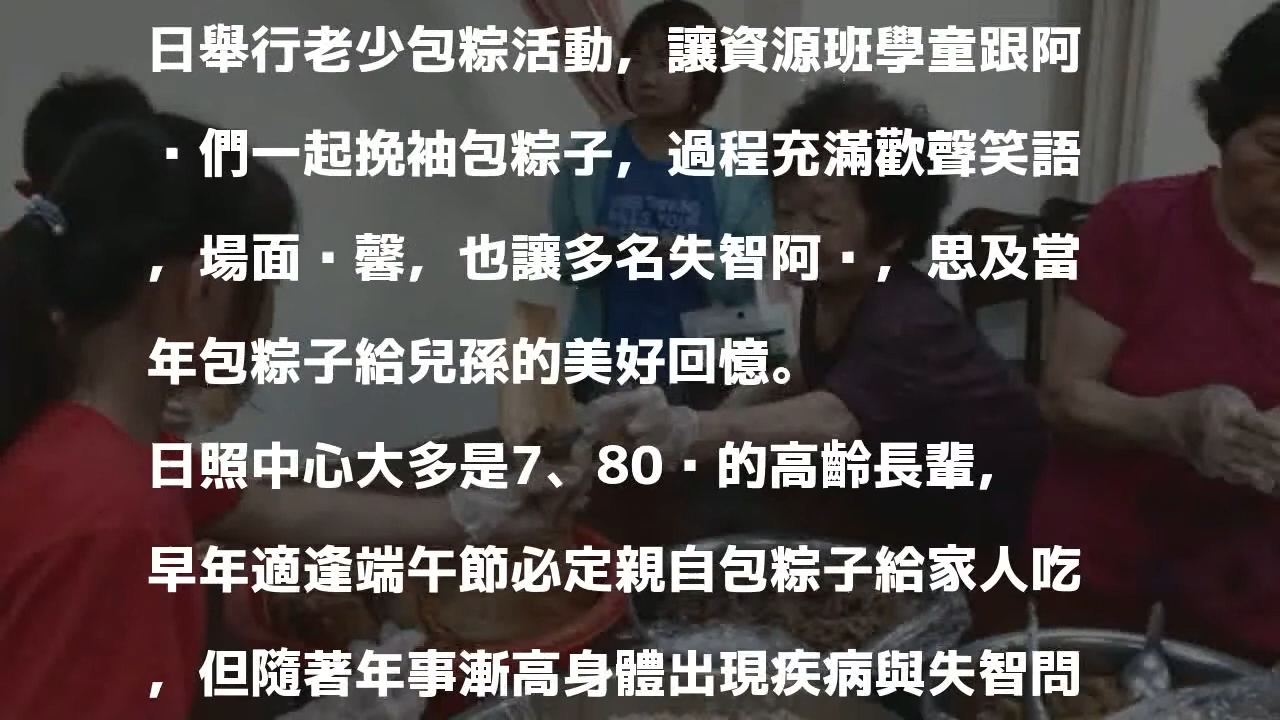 日舉行老少包粽活動，讓資源班學童跟阿
▪們一起挽袖包粽子，過程充滿歡聲笑語
，場面▪馨，也讓多名失智阿▪，思及當
年包粽子給兒孫的美好回憶。
日照中心大多是7、80▪的高齡長輩，
早年適逢端午節必定親自包粽子給家人吃
，但隨著年事漸高身體出現疾病與失智問